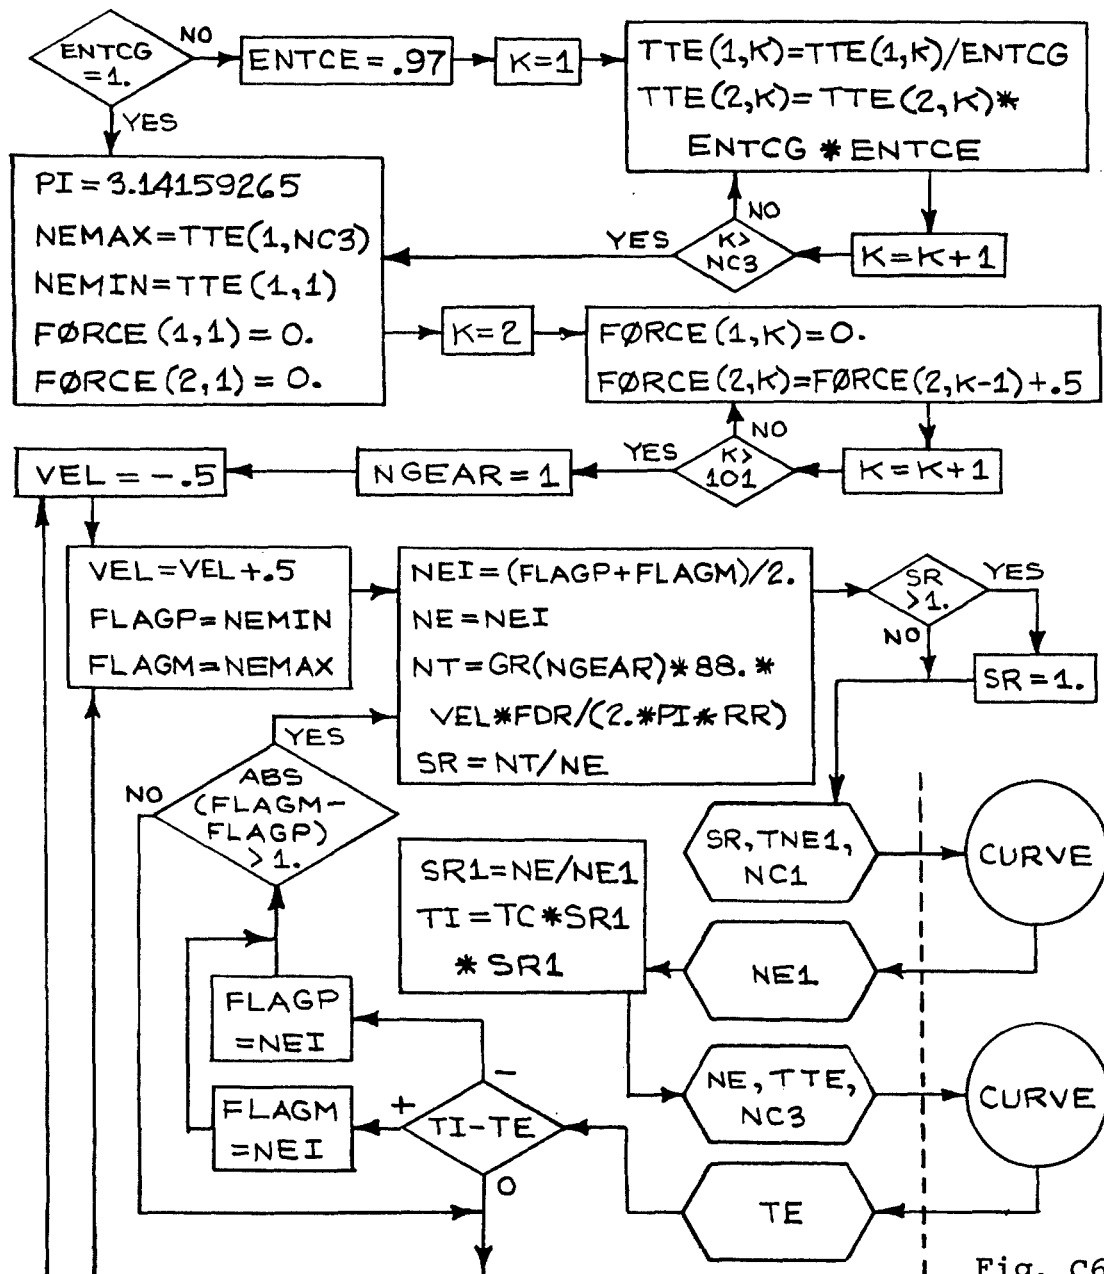 ENTCG
=1.
NO
YES
ENTCE=.97
K=1
TTE(1,K)=TTE(1,K)/ENTCG
TTE(2,K)=TTE(2,K)*
ENTCG*ENTCE
PI=3.14159265
NEMAX=TTE(1,NC3)
NEMIN=TTE(1,1)
FØRCE(1,1)=0.
FØRCE(2,1)=0.
YES
K>
NC3
NO
K=K+1
K=2
FØRCE(1,K)=0.
FØRCE(2,K)=FØRCE(2,K-1)+.5
VEL=-.5
NGEAR=1
YES
K>
101
NO
K=K+1
VEL=VEL+.5
FLAGP=NEMIN
FLAGM=NEMAX
NEI=(FLAGP+FLAGM)/2.
NE=NEI
NT=GR(NGEAR)*88.*
VEL*FDR/(2.*PI*RR)
SR=NT/NE
SR
>1.
YES
NO
SR=1.
YES
NO
ABS
(FLAGM-
FLAGP)
>1.
SR1=NE/NE1
TI=TC*SR1
*SR1
SR,TNE1,
NC1
CURVE
NE1
FLAGP
=NEI
FLAGM
=NEI
-
+
TI-TE
0
NE,TTE,
NC3
CURVE
TE
Fig. C6